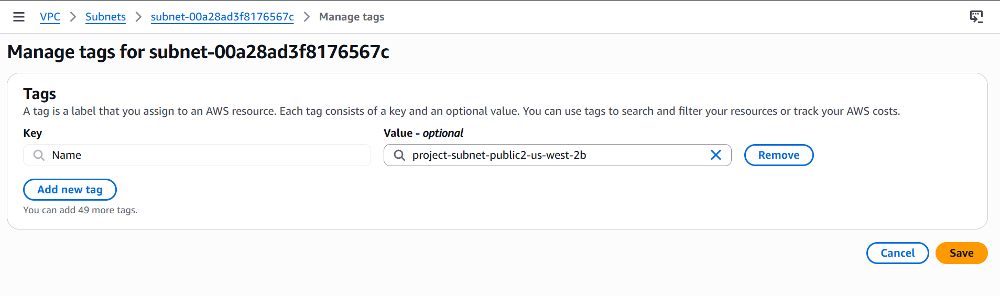 VPC > Subnets > subnet-00a28ad3f8176567c > Manage tags
Manage tags for subnet-00a28ad3f8176567c
Tags
A tag is a label that you assign to an AWS resource. Each tag consists of a key and an optional value. You can use tags to search and filter your resources or track your AWS costs.
Key Value - optional
Name project-subnet-public2-us-west-2b Remove
Add new tag
You can add 49 more tags.
Cancel Save